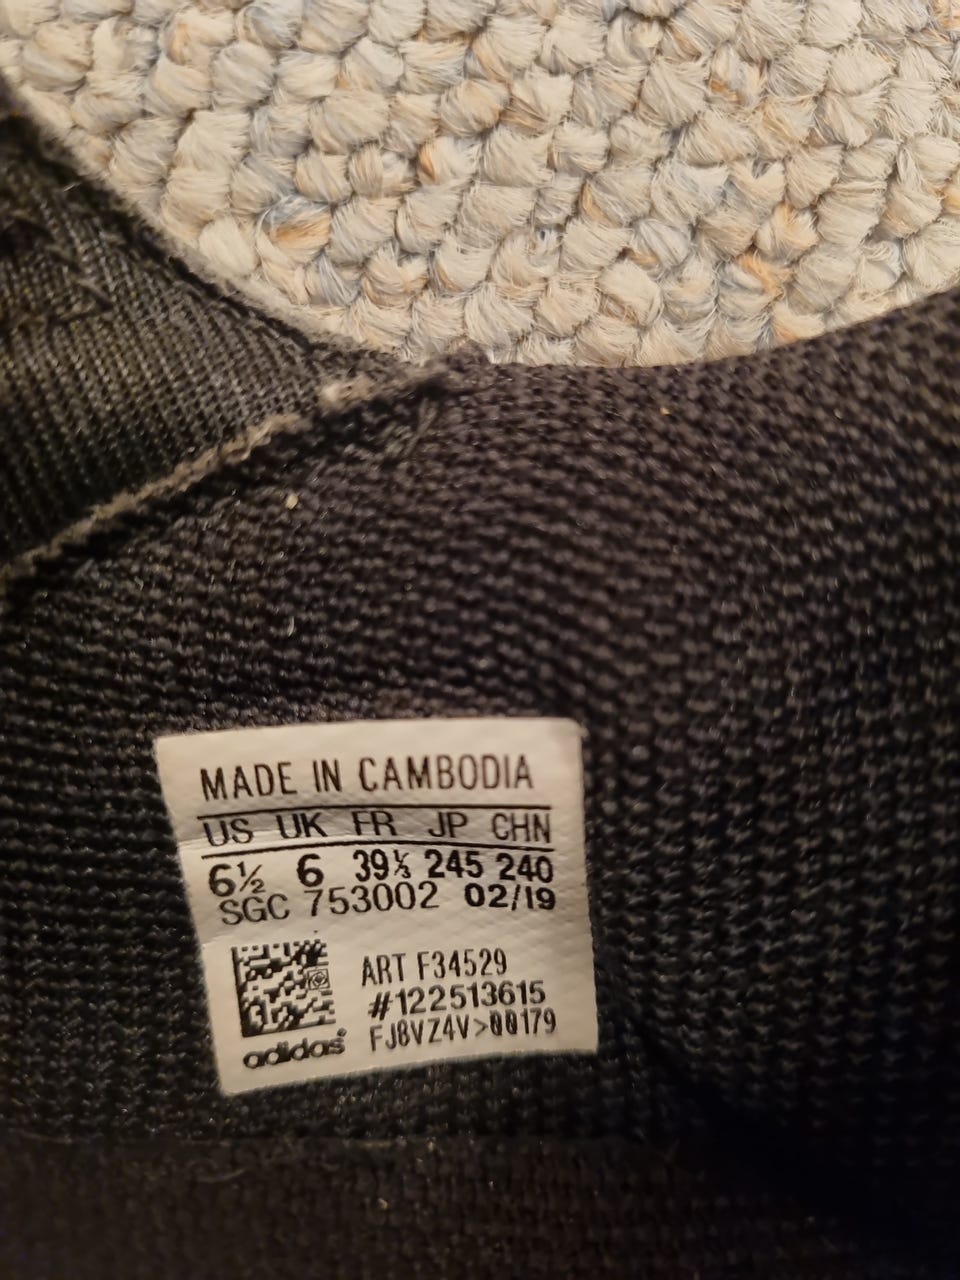 MADE IN CAMBODIA
US UK FR JP CHN
6½ 6 39⅓ 245 240
SGC 753002 02/19
ART F34529
#122513615
FJ8VZ4V>00179
adidas